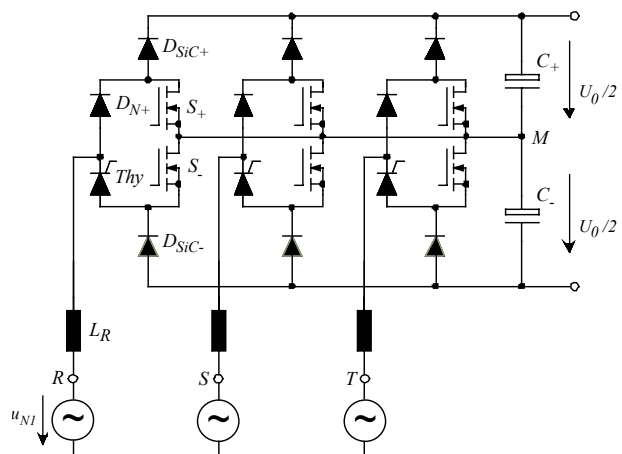 D_SiC+
C_+
U_0/2
D_N+
S_+
M
Thy
S_-
C_-
U_0/2
D_SiC-
L_R
R
S
T
u_N1
~
~
~